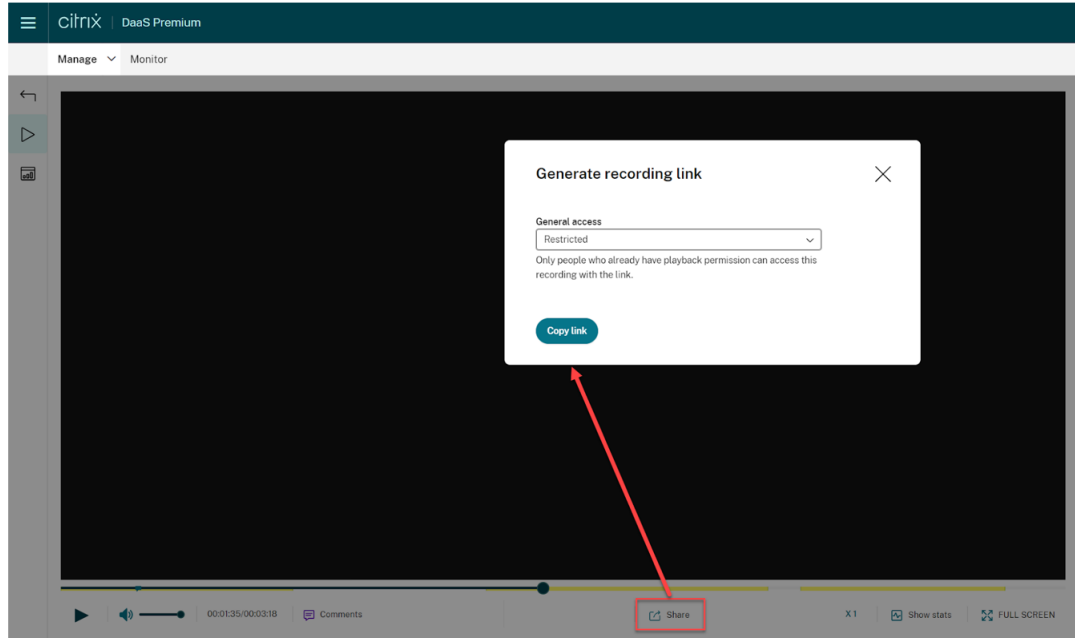 citrix DaaS Premium
Manage Monitor
Generate recording link
General access
Restricted
Only people who already have playback permission can access this
recording with the link.
Copy link
00:01:35/00:03:18 Comments Share X 1 Show stats FULL SCREEN